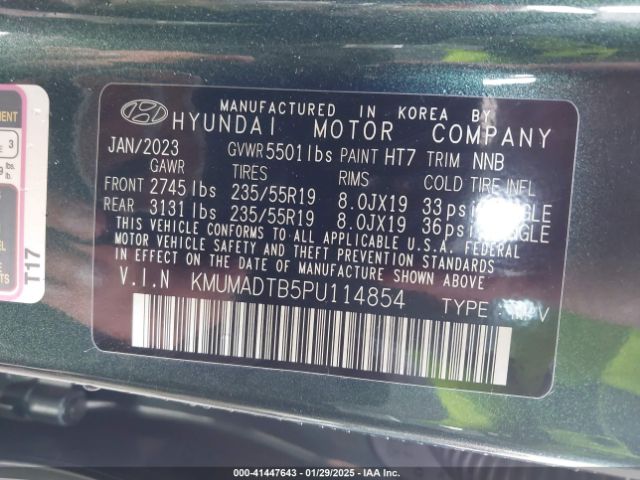 MANUFACTURED IN KOREA BY
HYUNDAI MOTOR COMPANY
JAN/2023 GVWR 5501 lbs PAINT HT7 TRIM NNB
GAWR TIRES RIMS COLD TIRE INFL
FRONT 2745 lbs 235/55R19 8.0JX19 33 psi
REAR 3131 lbs 235/55R19 8.0JX19 36 psi
THIS VEHICLE CONFORMS TO ALL APPLICABLE U.S.A. FEDERAL
MOTOR VEHICLE SAFETY AND THEFT PREVENTION STANDARDS
IN EFFECT ON THE DATE OF MANUFACTURE SHOWN ABOVE.
V.I.N KMUMADTB5PU114854 TYPE
T17
3
lbs.
lb.
000-41447643 - 01/29/2025 - IAA Inc.